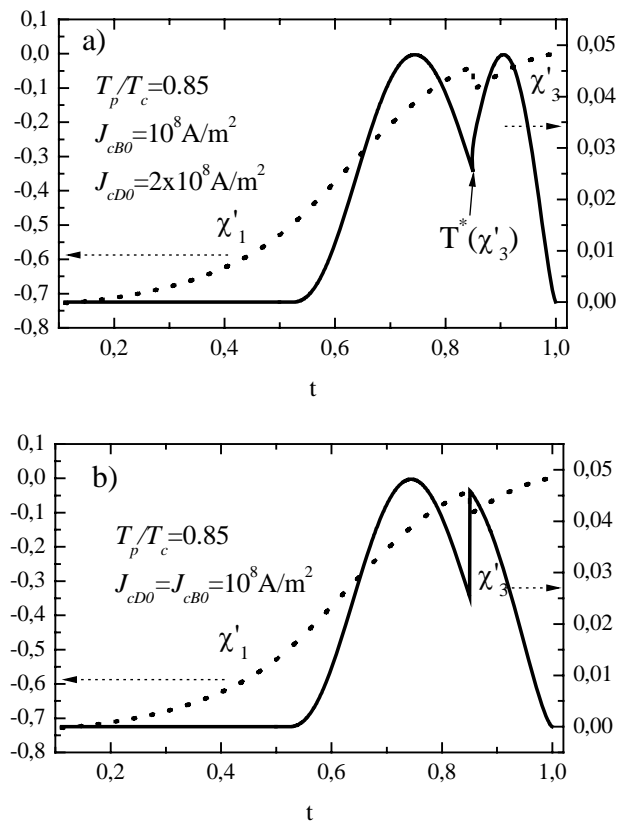 a)
T_p/T_c=0.85
J_cB0=10^8A/m^2
J_cD0=2x10^8A/m^2
χ'_1
χ'_3
T^*(χ'_3)
0,0
-0,1
-0,2
-0,3
-0,4
-0,5
-0,6
-0,7
-0,8
0,05
0,04
0,03
0,02
0,01
0,00
0,2 0,4 0,6 0,8 1,0
t
b)
T_p/T_c=0.85
J_cD0=J_cB0=10^8A/m^2
χ'_1
χ'_3
0,1
0,0
-0,1
-0,2
-0,3
-0,4
-0,5
-0,6
-0,7
-0,8
0,05
0,04
0,03
0,02
0,01
0,00
0,2 0,4 0,6 0,8 1,0
t